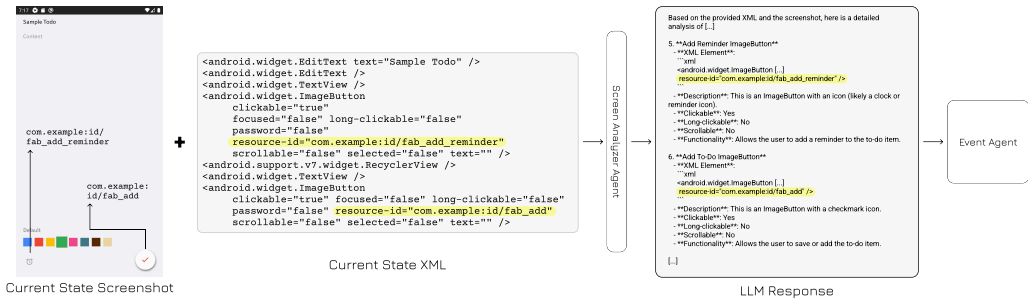 7:17
Sample Todo
Content
com.example:id/
fab_add_reminder
com.example:
id/fab_add
Default
Current State Screenshot
<android.widget.EditText text="Sample Todo" />
<android.widget.EditText />
<android.widget.TextView />
<android.widget.ImageButton
clickable="true"
focused="false" long-clickable="false"
password="false"
resource-id="com.example:id/fab_add_reminder"
scrollable="false" selected="false" text="" />
<android.support.v7.widget.RecyclerView />
<android.widget.TextView />
<android.widget.ImageButton
clickable="true" focused="false" long-clickable="false"
password="false" resource-id="com.example:id/fab_add"
scrollable="false" selected="false" text="" />
Current State XML
Screen Analyzer Agent
Based on the provided XML and the screenshot, here is a detailed
analysis of [...]
5. **Add Reminder ImageButton**
- **XML Element**:
```xml
<android.widget.ImageButton [...]
resource-id="com.example:id/fab_add_reminder" />
```
- **Description**: This is an ImageButton with an icon (likely a clock or
reminder icon).
- **Clickable**: Yes
- **Long-clickable**: No
- **Scrollable**: No
- **Functionality**: Allows the user to add a reminder to the to-do item.
6. **Add To-Do ImageButton**
- **XML Element**:
```xml
<android.widget.ImageButton [...]
resource-id="com.example:id/fab_add" />
```
- **Description**: This is an ImageButton with a checkmark icon.
- **Clickable**: Yes
- **Long-clickable**: No
- **Scrollable**: No
- **Functionality**: Allows the user to save or add the to-do item.
[...]
LLM Response
Event Agent